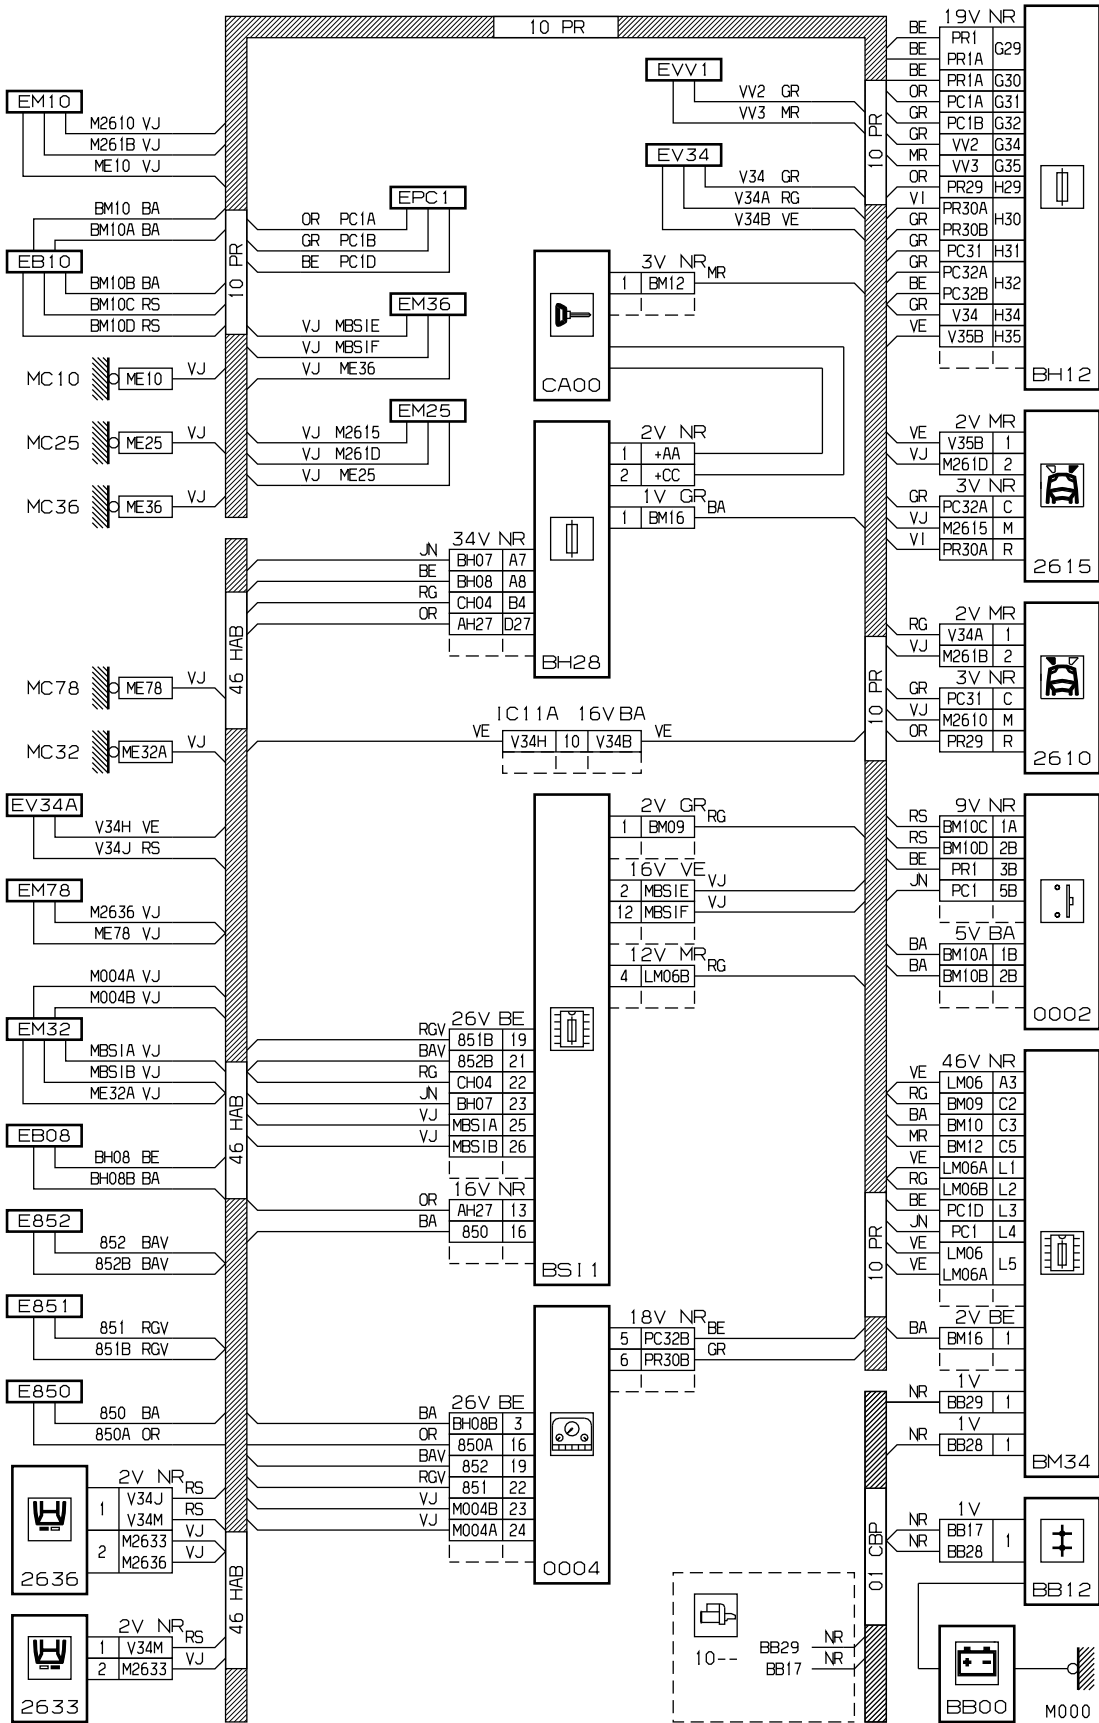 10 PR
EM10
M2610 VJ
M261B VJ
ME10 VJ
BM10 BA
BM10A BA
EB10
BM10B BA
BM10C RS
BM10D RS
10 PR
MC10 ME10 VJ
MC25 ME25 VJ
MC36 ME36 VJ
OR PC1A EPC1
GR PC1B
BE PC1D
EM36
VJ MBSIE
VJ MBSIF
VJ ME36
EM25
VJ M2615
VJ M261D
VJ ME25
EVV1
VV2 GR
VV3 MR
EV34
V34 GR
V34A RG
V34B VE
10 PR
CA00
3V NR
1 BM12 MR
BH28
2V NR
1 +AA
2 +CC
1V GR
1 BM16 BA
34V NR
JN BH07 A7
BE BH08 A8
RG CH04 B4
OR AH27 D27
19V NR
BE PR1 G29
BE PR1A
BE PR1A G30
OR PC1A G31
GR PC1B G32
GR VV2 G34
MR VV3 G35
OR PR29 H29
VI PR30A H30
GR PR30B
GR PC31 H31
GR PC32A H32
BE PC32B
GR V34 H34
VE V35B H35
BH12
2V MR
VE V35B 1
VJ M261D 2
3V NR
GR PC32A C
VJ M2615 M
VI PR30A R
2615
2V MR
RG V34A 1
VJ M261B 2
3V NR
GR PC31 C
VJ M2610 M
OR PR29 R
2610
10 PR
46 HAB
MC78 ME78 VJ
MC32 ME32A VJ
IC11A 16V BA
VE V34H 10 V34B VE
EV34A
V34H VE
V34J RS
EM78
M2636 VJ
ME78 VJ
M004A VJ
M004B VJ
EM32
MBSIA VJ
MBSIB VJ
ME32A VJ
46 HAB
EB08
BH08 BE
BH08B BA
E852
852 BAV
852B BAV
E851
851 RGV
851B RGV
E850
850 BA
850A OR
2V GR
1 BM09 RG
16V VE
2 MBSIE VJ
12 MBSIF VJ
12V MR
4 LM06B RG
26V BE
RGV 851B 19
BAV 852B 21
RG CH04 22
JN BH07 23
VJ MBSIA 25
VJ MBSIB 26
16V NR
OR AH27 13
BA 850 16
BSI1
18V NR
5 PC32B BE
6 PR30B GR
26V BE
BA BH08B 3
OR 850A 16
BAV 852 19
RGV 851 22
VJ M004B 23
VJ M004A 24
0004
9V NR
RS BM10C 1A
RS BM10D 2B
BE PR1 3B
JN PC1 5B
5V BA
BA BM10A 1B
BA BM10B 2B
0002
46V NR
VE LM06 A3
RG BM09 C2
BA BM10 C3
MR BM12 C5
VE LM06A L1
RG LM06B L2
BE PC1D L3
JN PC1 L4
VE LM06 L5
VE LM06A
2V BE
BA BM16 1
1V
NR BB29 1
1V
NR BB28 1
BM34
10 PR
2V NR
1 V34J RS
V34M RS
2 M2633 VJ
M2636 VJ
2636
46 HAB
2V NR
1 V34M RS
2 M2633 VJ
2633
01 CBP
1V
NR BB17 1
NR BB28
BB12
10--
BB29 NR
BB17 NR
BB00
M000